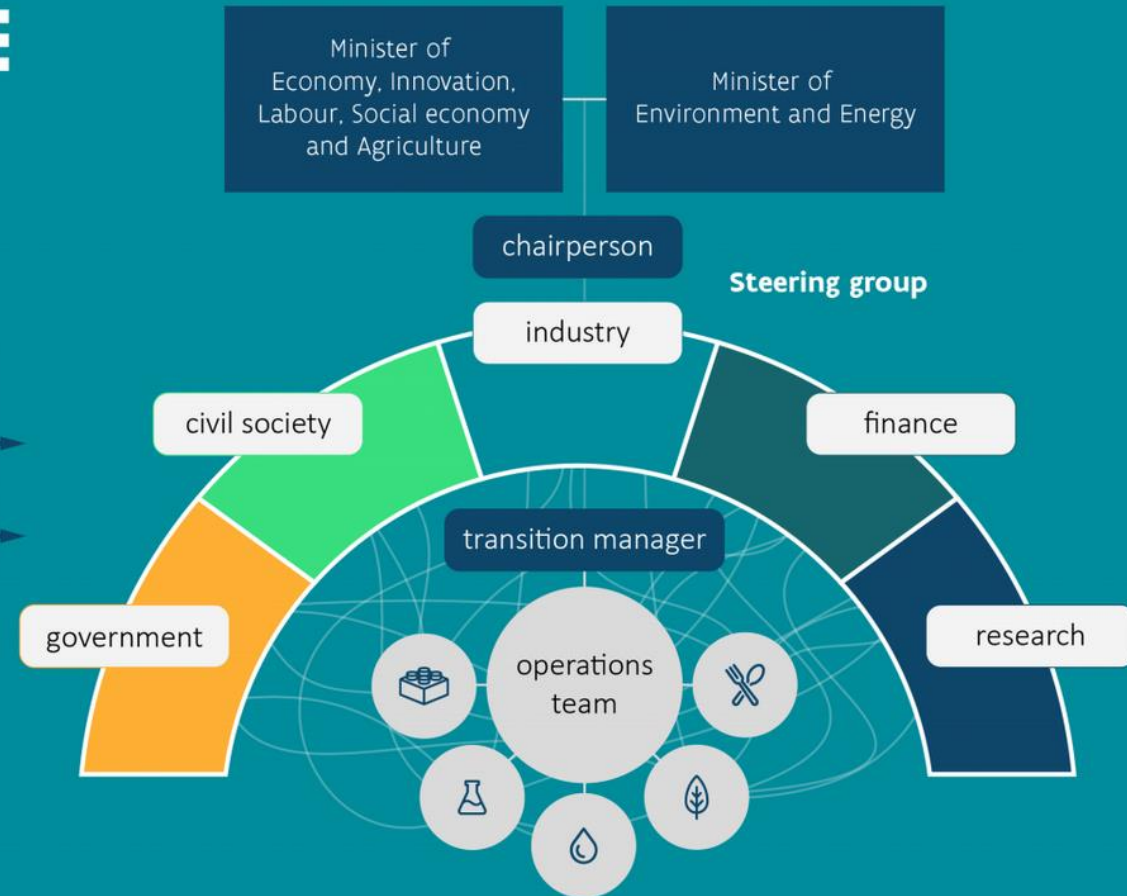 Minister of
Economy, Innovation,
Labour, Social economy
and Agriculture
Minister of
Environment and Energy
chairperson
Steering group
industry
civil society
finance
transition manager
government
research
operations
team